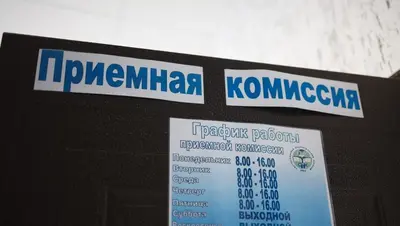 Приемная комиссия
График работы
приемной комиссии
Понедельник 8.00 - 16.00
Вторник 8.00 - 16.00
Среда 8.00 - 16.00
Четверг 8.00 - 16.00
Пятница 8.00 - 16.00
Суббота ВЫХОДНОЙ
ВЫХОДНОЙ